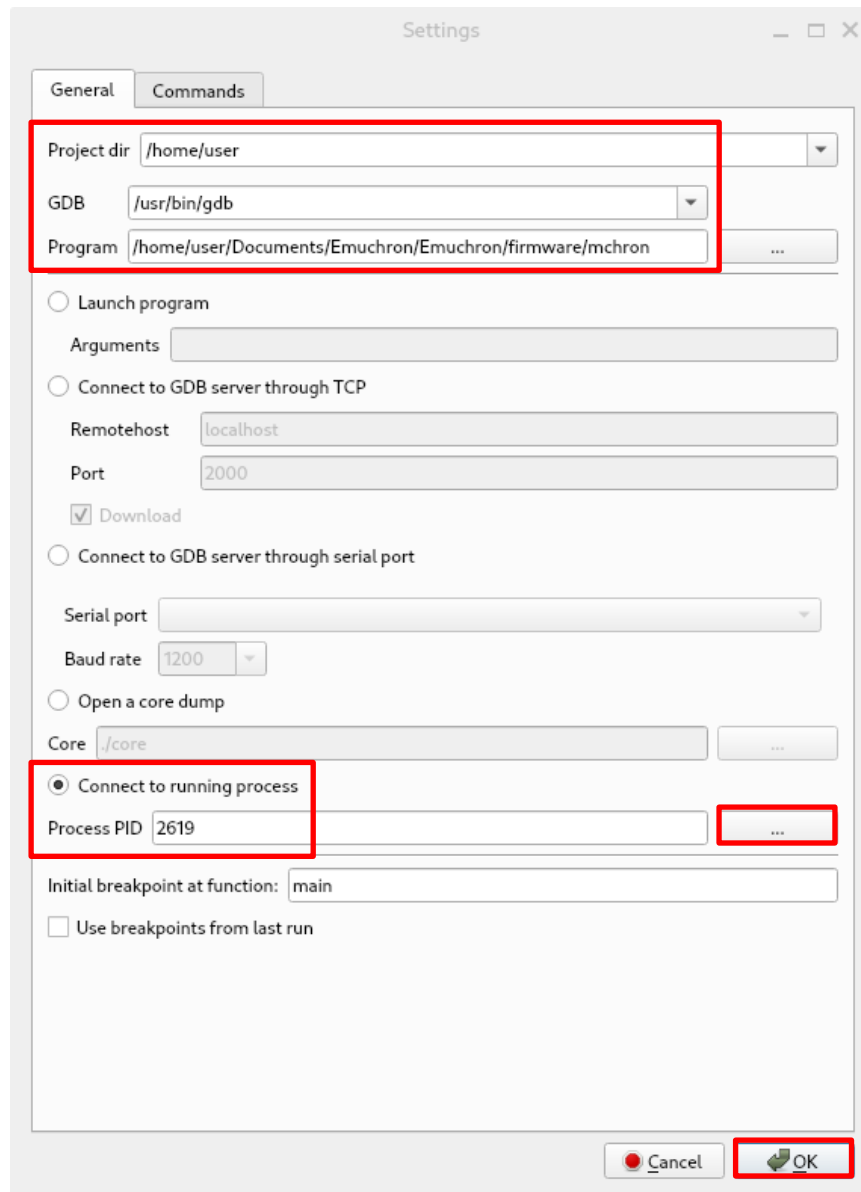 Settings
General Commands
Project dir /home/user
GDB /usr/bin/gdb
Program /home/user/Documents/Emuchron/Emuchron/firmware/mchron ...
Launch program
Arguments
Connect to GDB server through TCP
Remotehost localhost
Port 2000
Download
Connect to GDB server through serial port
Serial port
Baud rate 1200
Open a core dump
Core ./core ...
Connect to running process
Process PID 2619 ...
Initial breakpoint at function: main
Use breakpoints from last run
Cancel OK